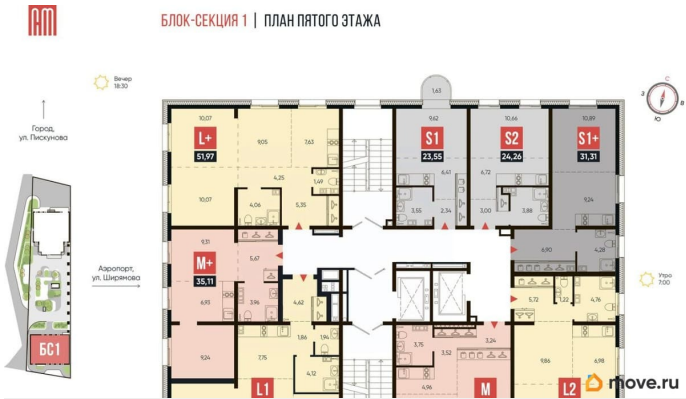 АМ
БЛОК-СЕКЦИЯ 1 | ПЛАН ПЯТОГО ЭТАЖА
Вечер
18:30
С
З
В
Ю
Город,
ул. Пискунова
Аэропорт,
ул. Ширямова
БС1
Утро
7:00
1,63
10,07
9,05
7,63
L+
51,97
4,25
1,49
10,07
4,06
5,35
9,62
S1
23,55
6,41
3,55
2,34
10,66
S2
24,26
6,72
3,00
3,88
10,89
S1+
31,31
9,24
6,90
4,28
9,31
5,67
M+
35,11
6,93
3,96
9,24
4,62
7,75
1,86
1,94
4,12
L1
3,75
3,52
3,24
4,96
M
5,72
1,22
4,76
9,86
6,98
L2
move.ru